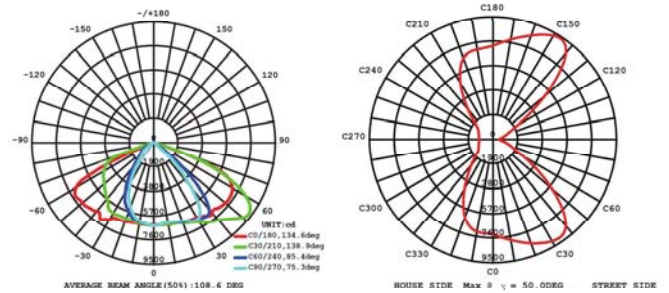 -/+180
-150
150
-120
120
-90
90
-60
60
-30
30
0
0
1900
3800
5700
7600
9500
UNIT:cd
C0/180,134.6deg
C30/210,138.9deg
C60/240,85.4deg
C90/270,75.3deg
AVERAGE BEAM ANGLE(50%):108.6 DEG
C180
C210
C150
C240
C120
C270
C90
C300
C60
C330
C30
C0
0
1900
3800
5700
7600
9500
HOUSE SIDE Max @ γ = 50.0DEG STREET SIDE